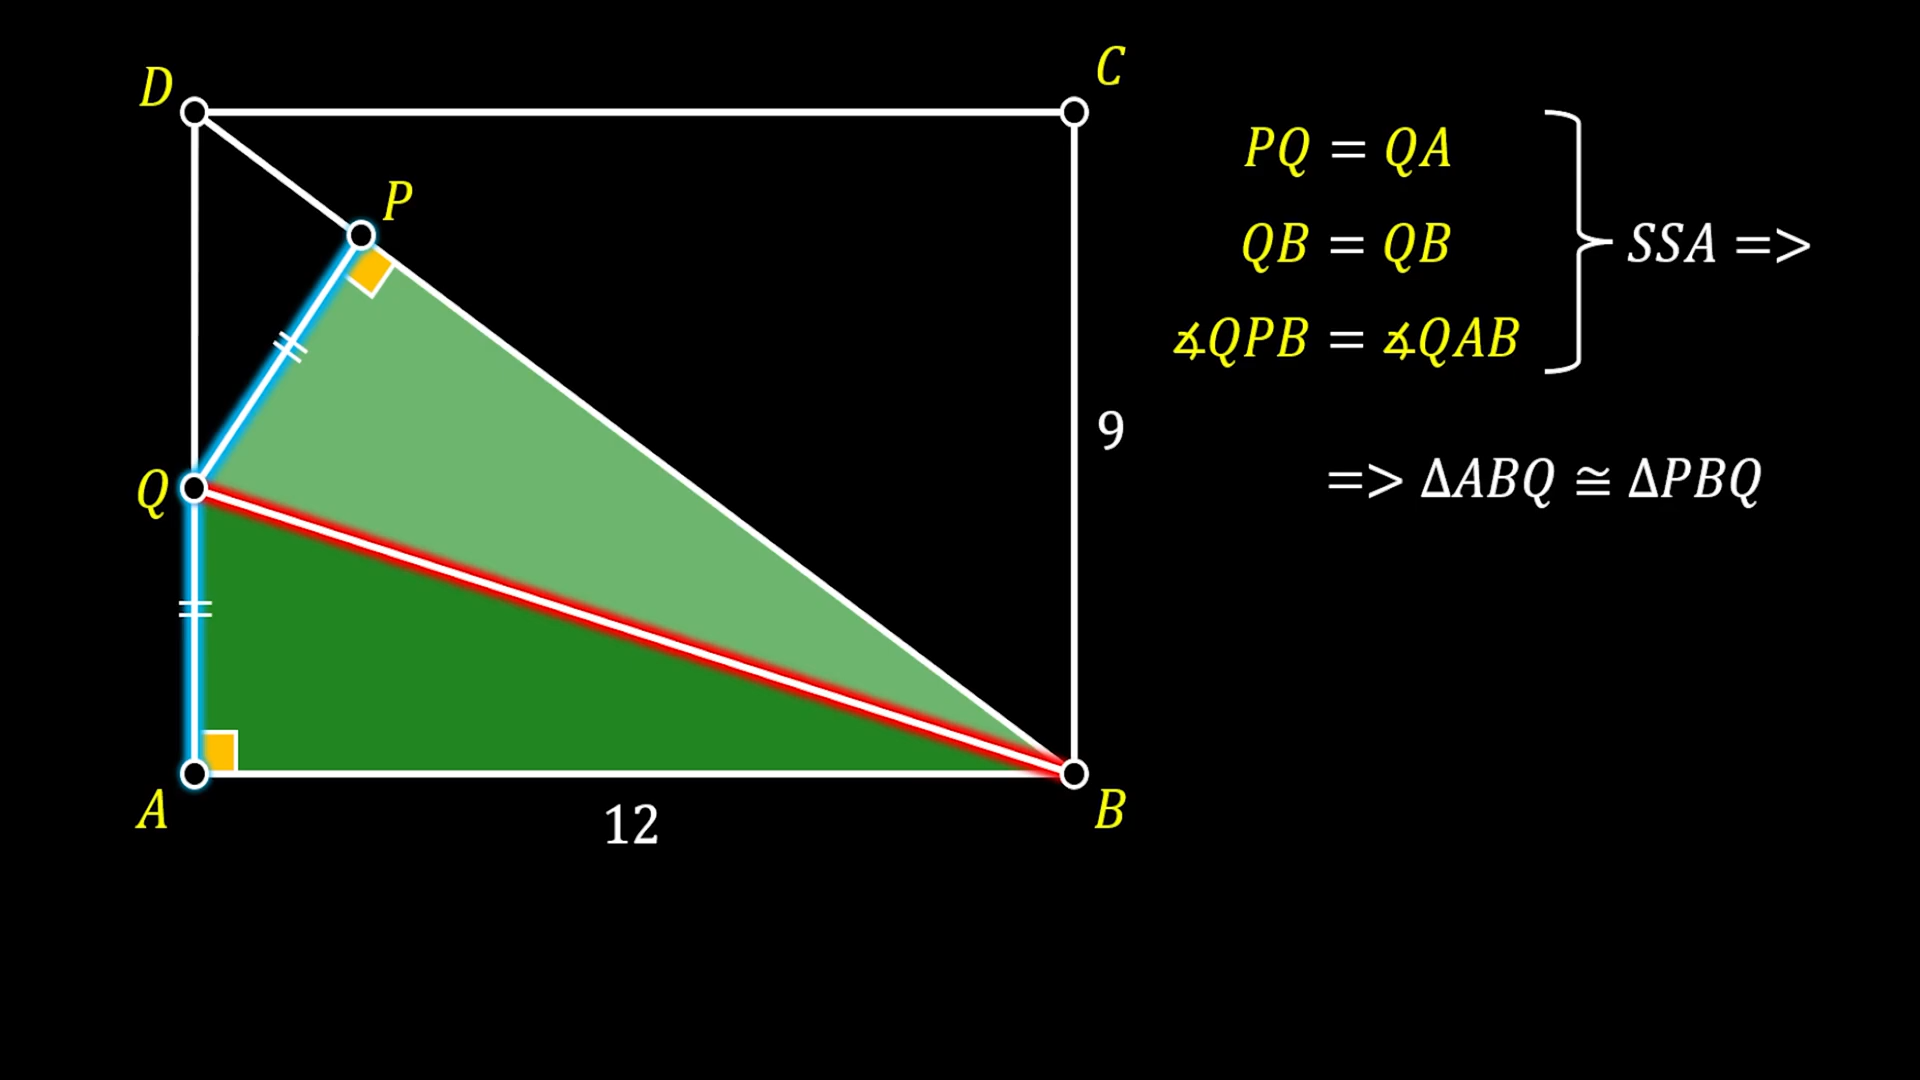 D
C
P
PQ = QA
QB = QB
SSA =>
∡QPB = ∡QAB
9
Q
=> ΔABQ ≅ ΔPBQ
A
12
B